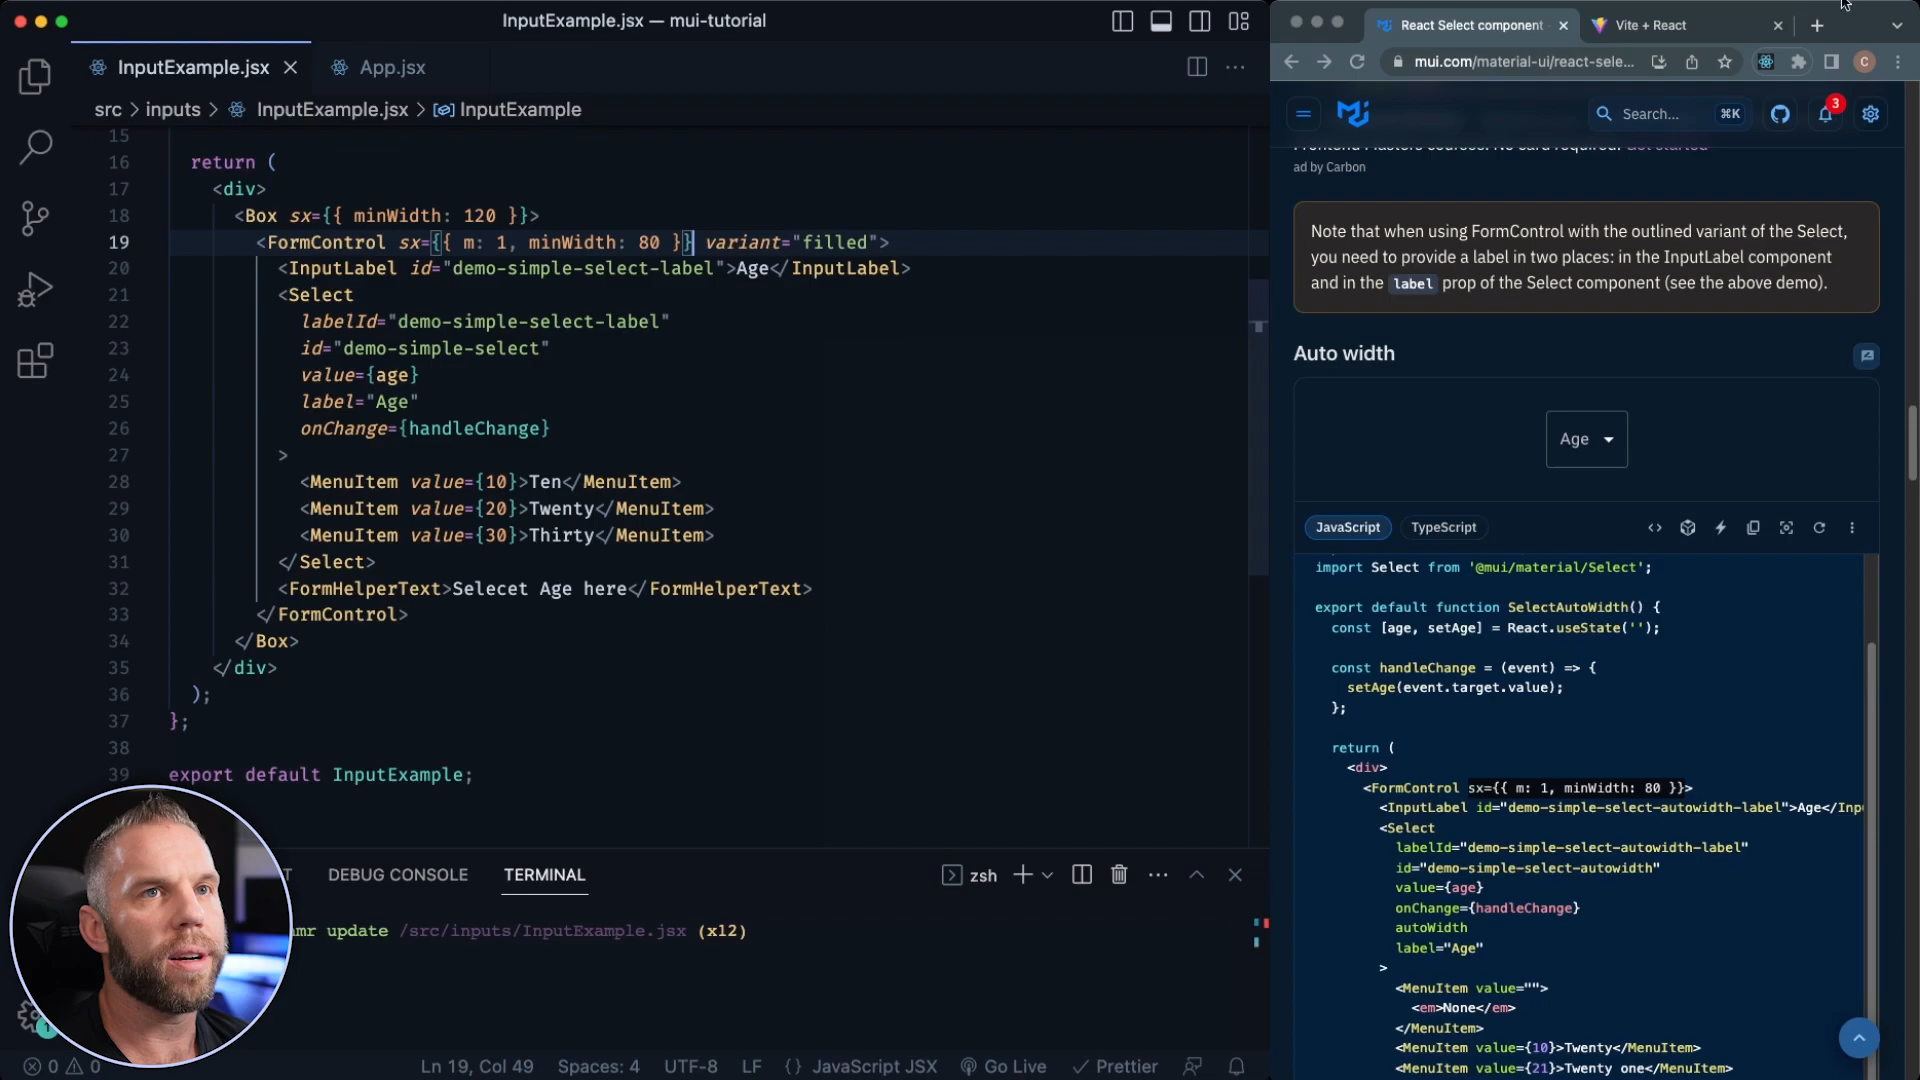 InputExample.jsx — mui-tutorial
InputExample.jsx
App.jsx
src > inputs > InputExample.jsx > InputExample
15
16 return (
17 <div>
18 <Box sx={{ minWidth: 120 }}>
19 <FormControl sx={{ m: 1, minWidth: 80 }} variant="filled">
20 <InputLabel id="demo-simple-select-label">Age</InputLabel>
21 <Select
22 labelId="demo-simple-select-label"
23 id="demo-simple-select"
24 value={age}
25 label="Age"
26 onChange={handleChange}
27 >
28 <MenuItem value={10}>Ten</MenuItem>
29 <MenuItem value={20}>Twenty</MenuItem>
30 <MenuItem value={30}>Thirty</MenuItem>
31 </Select>
32 <FormHelperText>Selecet Age here</FormHelperText>
33 </FormControl>
34 </Box>
35 </div>
36 );
37 };
38
39 export default InputExample;
T DEBUG CONSOLE TERMINAL
zsh
update /src/inputs/InputExample.jsx (x12)
1
0 0
Ln 19, Col 49 Spaces: 4 UTF-8 LF {} JavaScript JSX Go Live Prettier
React Select component
Vite + React
mui.com/material-ui/react-sele...
C
Search... ⌘K
3
ad by Carbon
Note that when using FormControl with the outlined variant of the Select,
you need to provide a label in two places: in the InputLabel component
and in the label prop of the Select component (see the above demo).
Auto width
Age
JavaScript TypeScript
import Select from '@mui/material/Select';
export default function SelectAutoWidth() {
const [age, setAge] = React.useState('');
const handleChange = (event) => {
setAge(event.target.value);
};
return (
<div>
<FormControl sx={{ m: 1, minWidth: 80 }}>
<InputLabel id="demo-simple-select-autowidth-label">Age</Inp
<Select
labelId="demo-simple-select-autowidth-label"
id="demo-simple-select-autowidth"
value={age}
onChange={handleChange}
autoWidth
label="Age"
>
<MenuItem value="">
<em>None</em>
</MenuItem>
<MenuItem value={10}>Twenty</MenuItem>
<MenuItem value={21}>Twenty one</MenuItem>